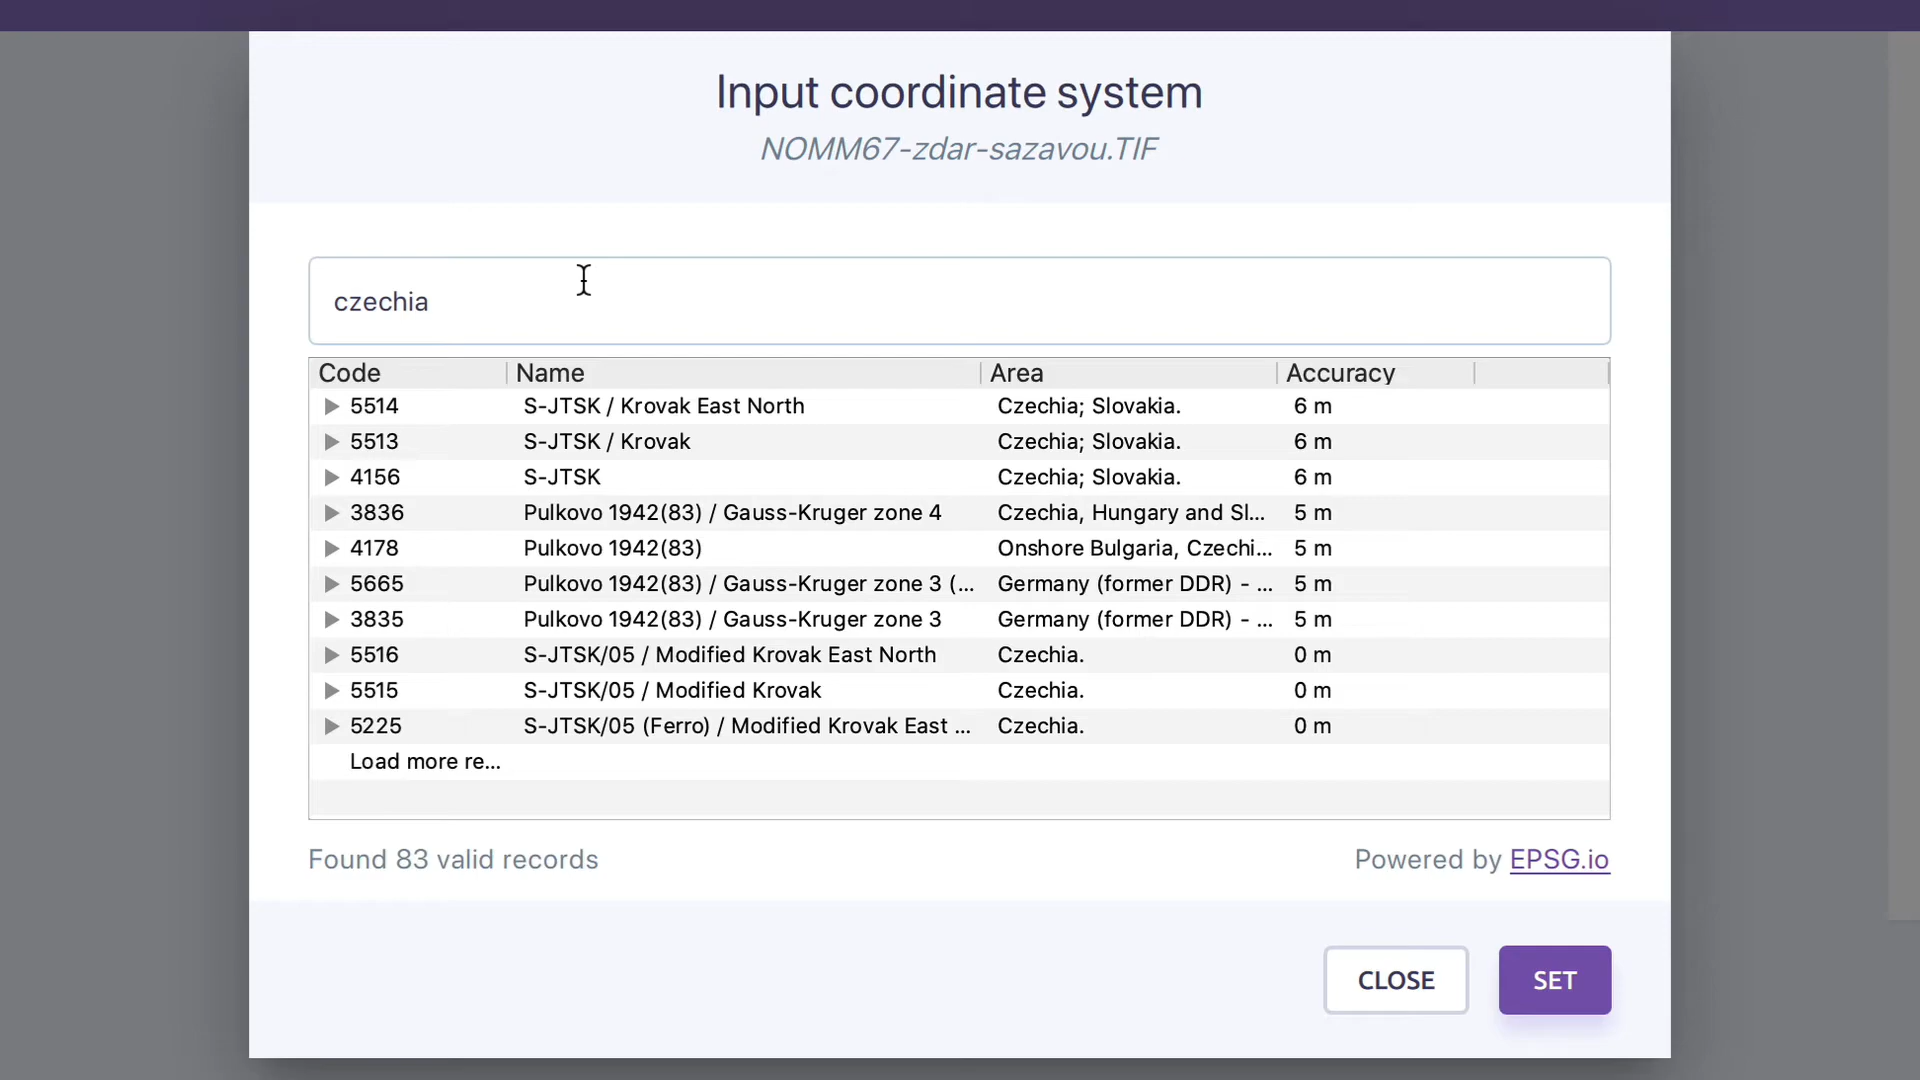 Input coordinate system
NOMM67-zdar-sazavou.TIF
czechia
Code Name Area Accuracy
5514 S-JTSK / Krovak East North Czechia; Slovakia. 6 m
5513 S-JTSK / Krovak Czechia; Slovakia. 6 m
4156 S-JTSK Czechia; Slovakia. 6 m
3836 Pulkovo 1942(83) / Gauss-Kruger zone 4 Czechia, Hungary and Sl... 5 m
4178 Pulkovo 1942(83) Onshore Bulgaria, Czechi... 5 m
5665 Pulkovo 1942(83) / Gauss-Kruger zone 3 (... Germany (former DDR) - ... 5 m
3835 Pulkovo 1942(83) / Gauss-Kruger zone 3 Germany (former DDR) - ... 5 m
5516 S-JTSK/05 / Modified Krovak East North Czechia. 0 m
5515 S-JTSK/05 / Modified Krovak Czechia. 0 m
5225 S-JTSK/05 (Ferro) / Modified Krovak East ... Czechia. 0 m
Load more re...
Found 83 valid records Powered by EPSG.io
CLOSE SET